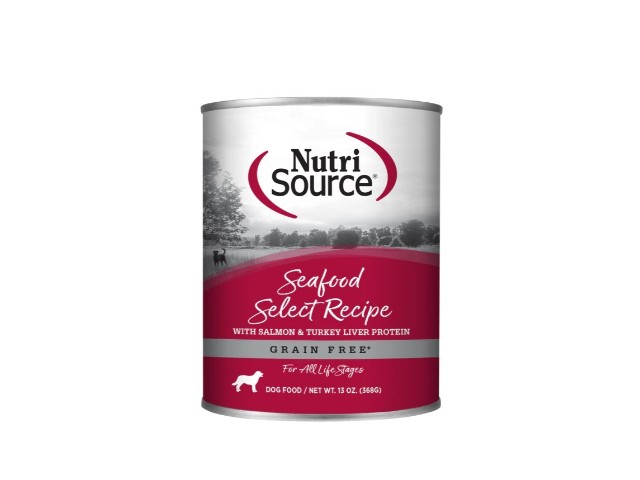 Nutri
Source®
Seafood
Select Recipe
WITH SALMON & TURKEY LIVER PROTEIN
GRAIN FREE*
For All Life Stages
DOG FOOD / NET WT. 13 OZ. (368G)